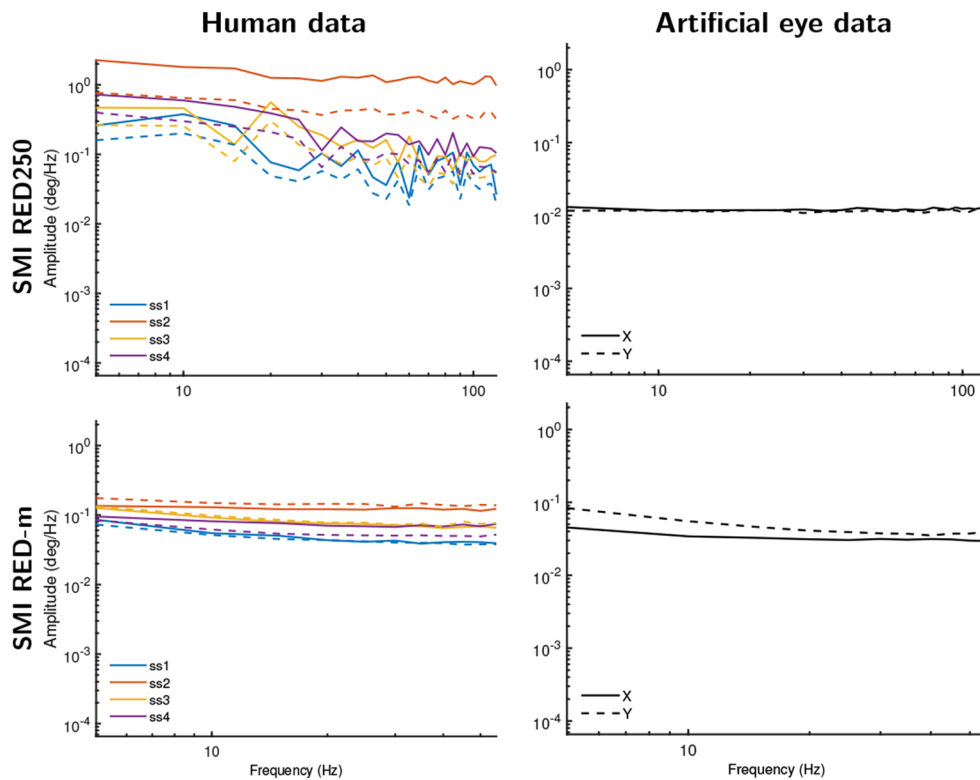 Human data
Artificial eye data
SMI RED250
Amplitude (deg/Hz)
10^0
10^-1
10^-2
10^-3
10^-4
ss1
ss2
ss3
ss4
10
100
10^0
10^-1
10^-2
10^-3
10^-4
X
Y
10
100
SMI RED-m
Amplitude (deg/Hz)
10^0
10^-1
10^-2
10^-3
10^-4
ss1
ss2
ss3
ss4
10
Frequency (Hz)
10^0
10^-1
10^-2
10^-3
10^-4
X
Y
10
Frequency (Hz)